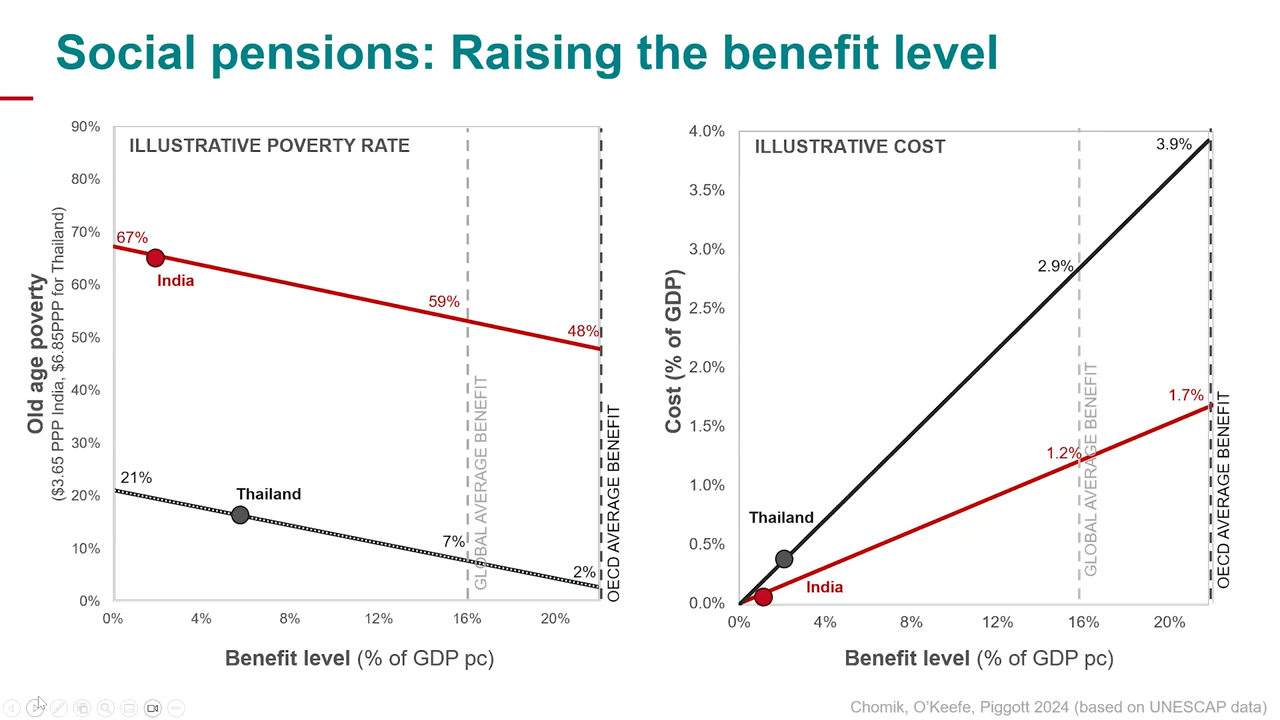 Social pensions: Raising the benefit level
ILLUSTRATIVE POVERTY RATE
Old age poverty
($3.65 PPP India, $6.85PPP for Thailand)
90%
80%
70%
60%
50%
40%
30%
20%
10%
0%
67%
India
59%
48%
21%
Thailand
7%
2%
GLOBAL AVERAGE BENEFIT
OECD AVERAGE BENEFIT
0%
4%
8%
12%
16%
20%
Benefit level (% of GDP pc)
ILLUSTRATIVE COST
Cost (% of GDP)
4.0%
3.5%
3.0%
2.5%
2.0%
1.5%
1.0%
0.5%
0.0%
3.9%
2.9%
1.7%
1.2%
Thailand
India
GLOBAL AVERAGE BENEFIT
OECD AVERAGE BENEFIT
0%
4%
8%
12%
16%
20%
Benefit level (% of GDP pc)
Chomik, O'Keefe, Piggott 2024 (based on UNESCAP data)